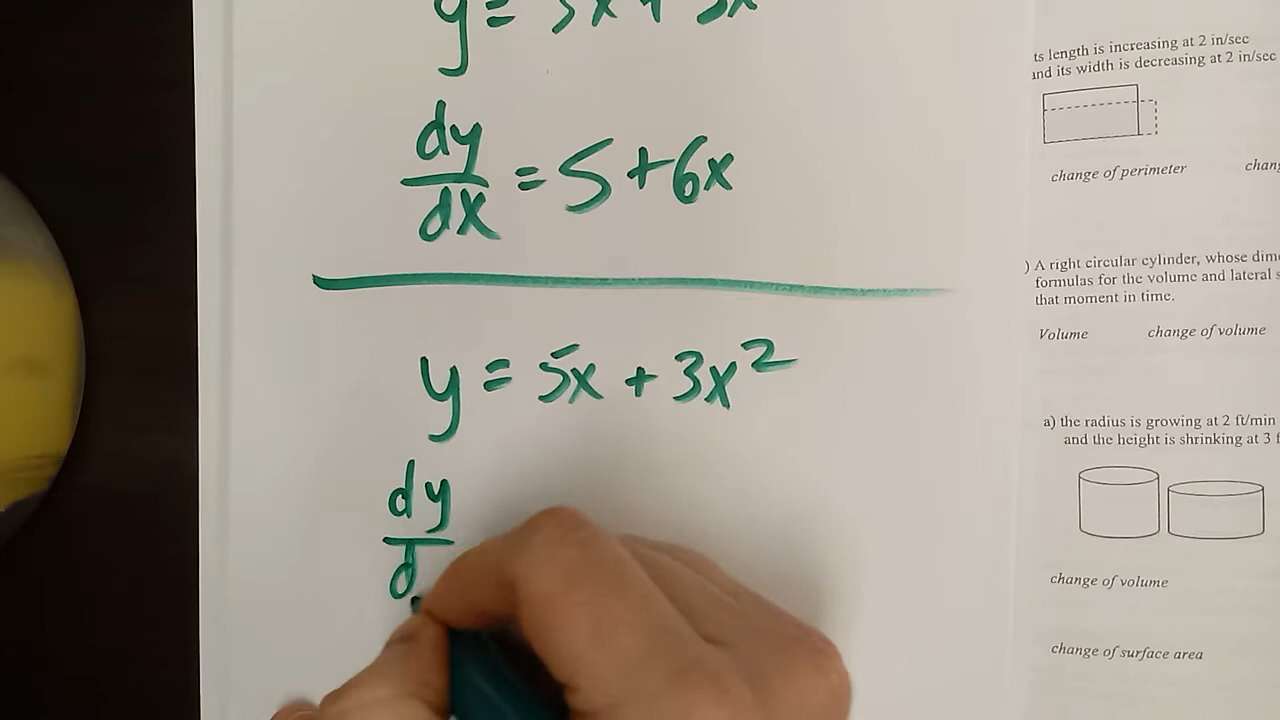 y = 5x + 3x
dy
dx = 5 + 6x
y = 5x + 3x²
dy
d
ts length is increasing at 2 in/sec
and its width is decreasing at 2 in/sec
change of perimeter
) A right circular cylinder, whose
formulas for the volume and lateral
that moment in time.
Volume change of volume
a) the radius is growing at 2 ft/min
and the height is shrinking at 3
change of volume
change of surface area